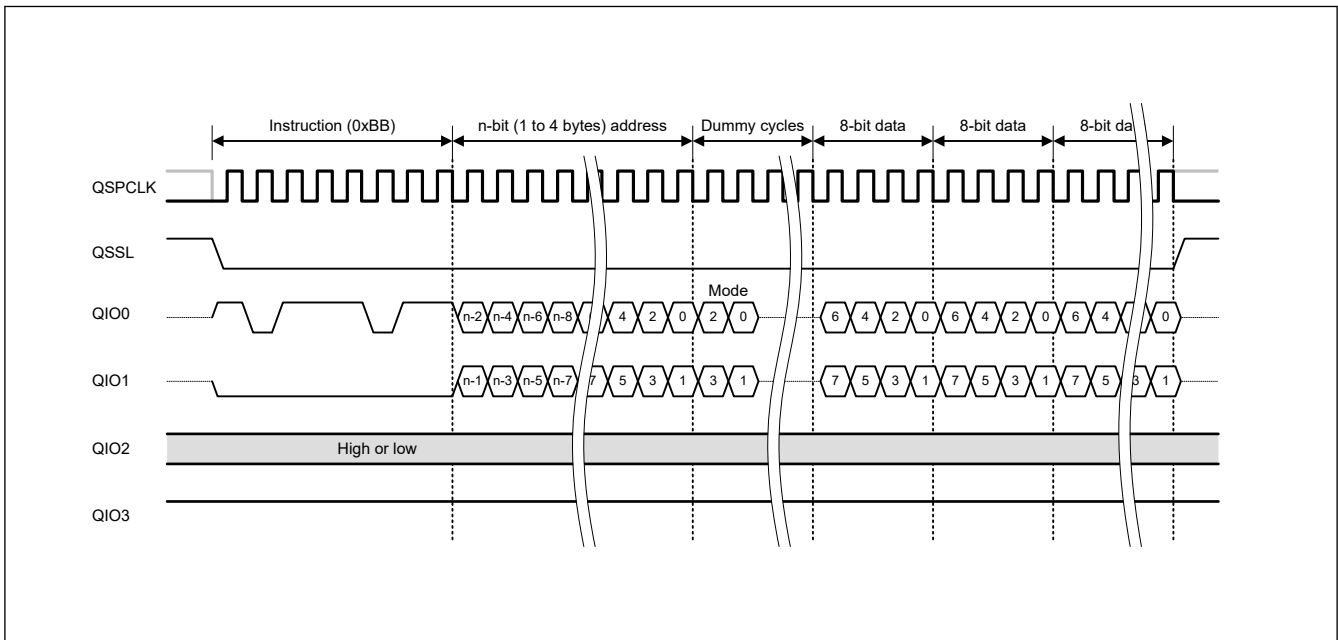 Instruction (0xBB) n-bit (1 to 4 bytes) address Dummy cycles 8-bit data 8-bit data 8-bit da
QSPCLK
QSSL
Mode
QIO0 n-2 n-4 n-6 n-8 4 2 0 2 0 6 4 2 0 6 4 2 0 6 4 0
QIO1 n-1 n-3 n-5 n-7 7 5 3 1 3 1 7 5 3 1 7 5 3 1 7 5 3 1
QIO2 High or low
QIO3